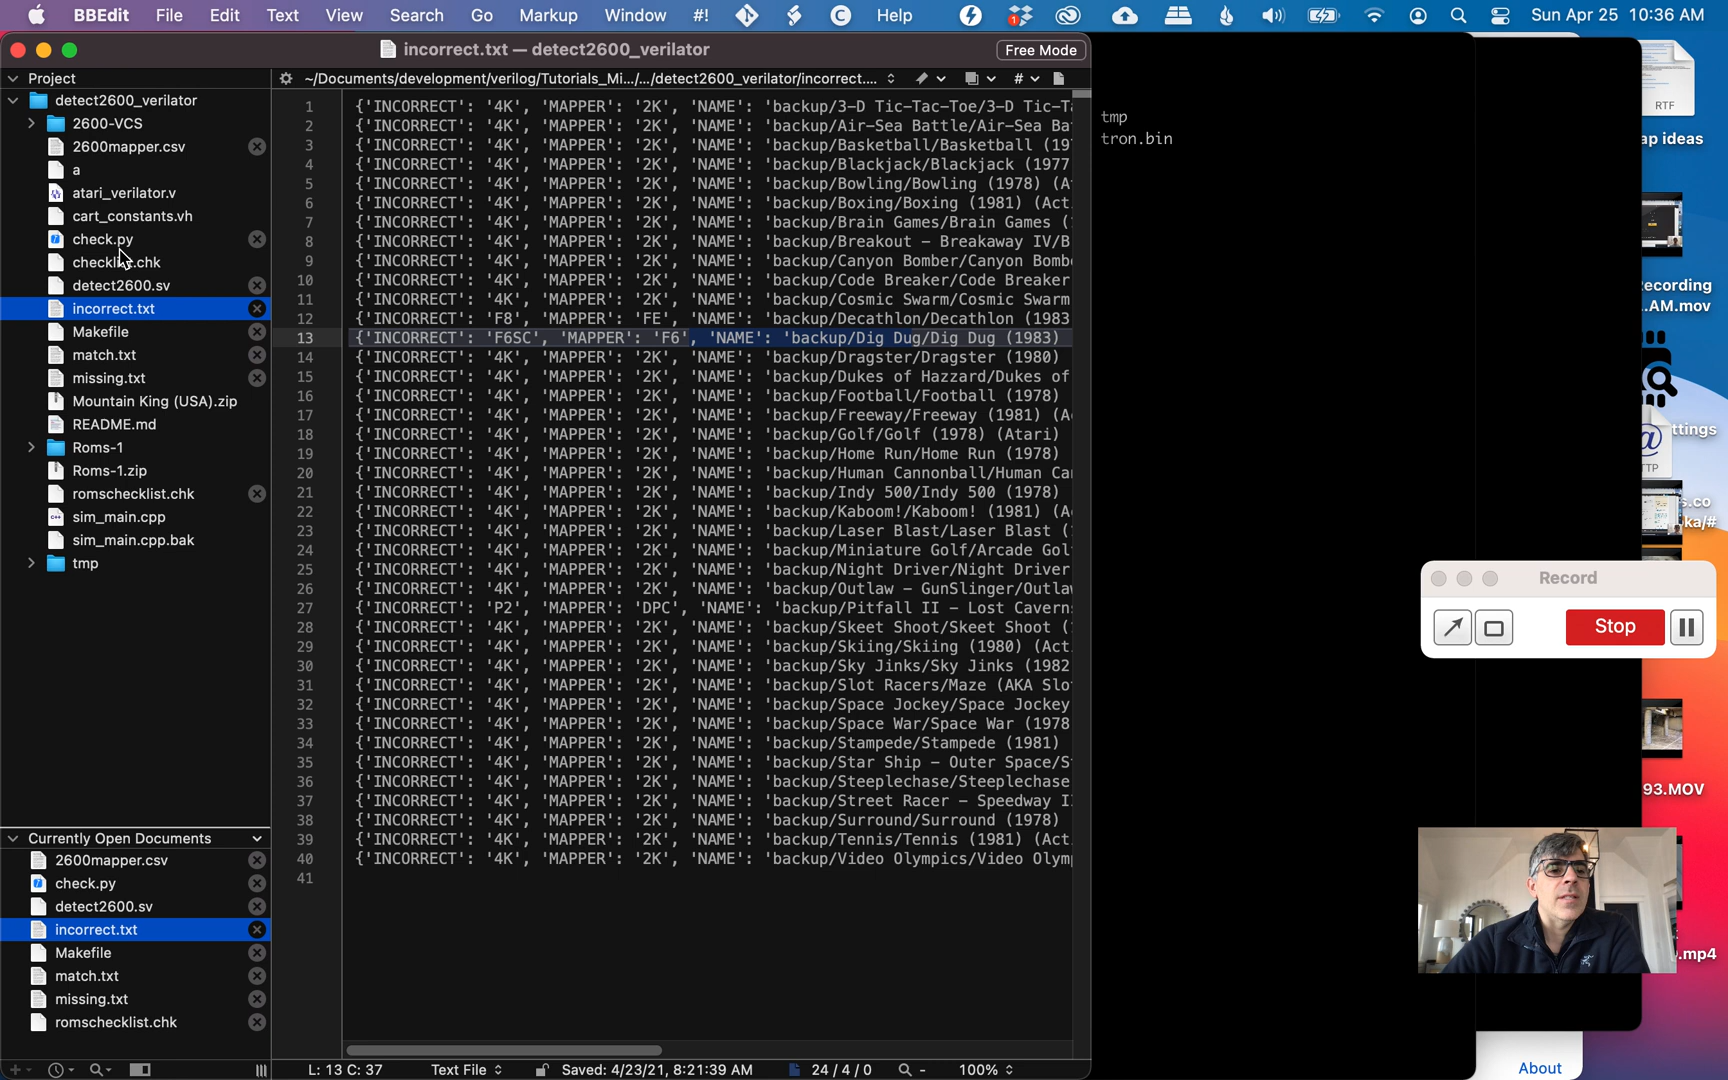 BBEdit File Edit Text View Search Go Markup Window #! Help Sun Apr 25 10:36 AM
incorrect.txt — detect2600_verilator
Free Mode
Project
~/Documents/development/verilog/Tutorials_Mi.../.../detect2600_verilator/incorrect....
#
detect2600_verilator
2600-VCS
2600mapper.csv
a
atari_verilator.v
cart_constants.vh
check.py
checklist.chk
detect2600.sv
incorrect.txt
Makefile
match.txt
missing.txt
Mountain King (USA).zip
README.md
Roms-1
Roms-1.zip
romschecklist.chk
sim_main.cpp
sim_main.cpp.bak
tmp
Currently Open Documents
2600mapper.csv
check.py
detect2600.sv
incorrect.txt
Makefile
match.txt
missing.txt
romschecklist.chk
1 {'INCORRECT': '4K', 'MAPPER': '2K', 'NAME': 'backup/3-D Tic-Tac-Toe/3-D Tic-T
2 {'INCORRECT': '4K', 'MAPPER': '2K', 'NAME': 'backup/Air-Sea Battle/Air-Sea Ba
3 {'INCORRECT': '4K', 'MAPPER': '2K', 'NAME': 'backup/Basketball/Basketball (19
4 {'INCORRECT': '4K', 'MAPPER': '2K', 'NAME': 'backup/Blackjack/Blackjack (1977
5 {'INCORRECT': '4K', 'MAPPER': '2K', 'NAME': 'backup/Bowling/Bowling (1978) (A
6 {'INCORRECT': '4K', 'MAPPER': '2K', 'NAME': 'backup/Boxing/Boxing (1981) (Act
7 {'INCORRECT': '4K', 'MAPPER': '2K', 'NAME': 'backup/Brain Games/Brain Games (
8 {'INCORRECT': '4K', 'MAPPER': '2K', 'NAME': 'backup/Breakout - Breakaway IV/B
9 {'INCORRECT': '4K', 'MAPPER': '2K', 'NAME': 'backup/Canyon Bomber/Canyon Bomb
10 {'INCORRECT': '4K', 'MAPPER': '2K', 'NAME': 'backup/Code Breaker/Code Breaker
11 {'INCORRECT': '4K', 'MAPPER': '2K', 'NAME': 'backup/Cosmic Swarm/Cosmic Swarm
12 {'INCORRECT': 'F8', 'MAPPER': 'FE', 'NAME': 'backup/Decathlon/Decathlon (1983
13 {'INCORRECT': 'F6SC', 'MAPPER': 'F6', 'NAME': 'backup/Dig Dug/Dig Dug (1983)
14 {'INCORRECT': '4K', 'MAPPER': '2K', 'NAME': 'backup/Dragster/Dragster (1980)
15 {'INCORRECT': '4K', 'MAPPER': '2K', 'NAME': 'backup/Dukes of Hazzard/Dukes of
16 {'INCORRECT': '4K', 'MAPPER': '2K', 'NAME': 'backup/Football/Football (1978)
17 {'INCORRECT': '4K', 'MAPPER': '2K', 'NAME': 'backup/Freeway/Freeway (1981) (A
18 {'INCORRECT': '4K', 'MAPPER': '2K', 'NAME': 'backup/Golf/Golf (1978) (Atari)
19 {'INCORRECT': '4K', 'MAPPER': '2K', 'NAME': 'backup/Home Run/Home Run (1978)
20 {'INCORRECT': '4K', 'MAPPER': '2K', 'NAME': 'backup/Human Cannonball/Human Ca
21 {'INCORRECT': '4K', 'MAPPER': '2K', 'NAME': 'backup/Indy 500/Indy 500 (1978)
22 {'INCORRECT': '4K', 'MAPPER': '2K', 'NAME': 'backup/Kaboom!/Kaboom! (1981) (A
23 {'INCORRECT': '4K', 'MAPPER': '2K', 'NAME': 'backup/Laser Blast/Laser Blast (
24 {'INCORRECT': '4K', 'MAPPER': '2K', 'NAME': 'backup/Miniature Golf/Arcade Gol
25 {'INCORRECT': '4K', 'MAPPER': '2K', 'NAME': 'backup/Night Driver/Night Driver
26 {'INCORRECT': '4K', 'MAPPER': '2K', 'NAME': 'backup/Outlaw - GunSlinger/Outla
27 {'INCORRECT': 'P2', 'MAPPER': 'DPC', 'NAME': 'backup/Pitfall II - Lost Cavern
28 {'INCORRECT': '4K', 'MAPPER': '2K', 'NAME': 'backup/Skeet Shoot/Skeet Shoot (
29 {'INCORRECT': '4K', 'MAPPER': '2K', 'NAME': 'backup/Skiing/Skiing (1980) (Act
30 {'INCORRECT': '4K', 'MAPPER': '2K', 'NAME': 'backup/Sky Jinks/Sky Jinks (1982
31 {'INCORRECT': '4K', 'MAPPER': '2K', 'NAME': 'backup/Slot Racers/Maze (AKA Slo
32 {'INCORRECT': '4K', 'MAPPER': '2K', 'NAME': 'backup/Space Jockey/Space Jockey
33 {'INCORRECT': '4K', 'MAPPER': '2K', 'NAME': 'backup/Space War/Space War (1978
34 {'INCORRECT': '4K', 'MAPPER': '2K', 'NAME': 'backup/Stampede/Stampede (1981)
35 {'INCORRECT': '4K', 'MAPPER': '2K', 'NAME': 'backup/Star Ship - Outer Space/S
36 {'INCORRECT': '4K', 'MAPPER': '2K', 'NAME': 'backup/Steeplechase/Steeplechase
37 {'INCORRECT': '4K', 'MAPPER': '2K', 'NAME': 'backup/Street Racer - Speedway I
38 {'INCORRECT': '4K', 'MAPPER': '2K', 'NAME': 'backup/Surround/Surround (1978)
39 {'INCORRECT': '4K', 'MAPPER': '2K', 'NAME': 'backup/Tennis/Tennis (1981) (Act
40 {'INCORRECT': '4K', 'MAPPER': '2K', 'NAME': 'backup/Video Olympics/Video Olym
41
L: 13 C: 37 Text File Saved: 4/23/21, 8:21:39 AM 24 / 4 / 0 100%
tmp
tron.bin
RTF
ap ideas
ecording
.AM.mov
ttings
TP
s.co
ka/#
Record
Stop
93.MOV
.mp4
About